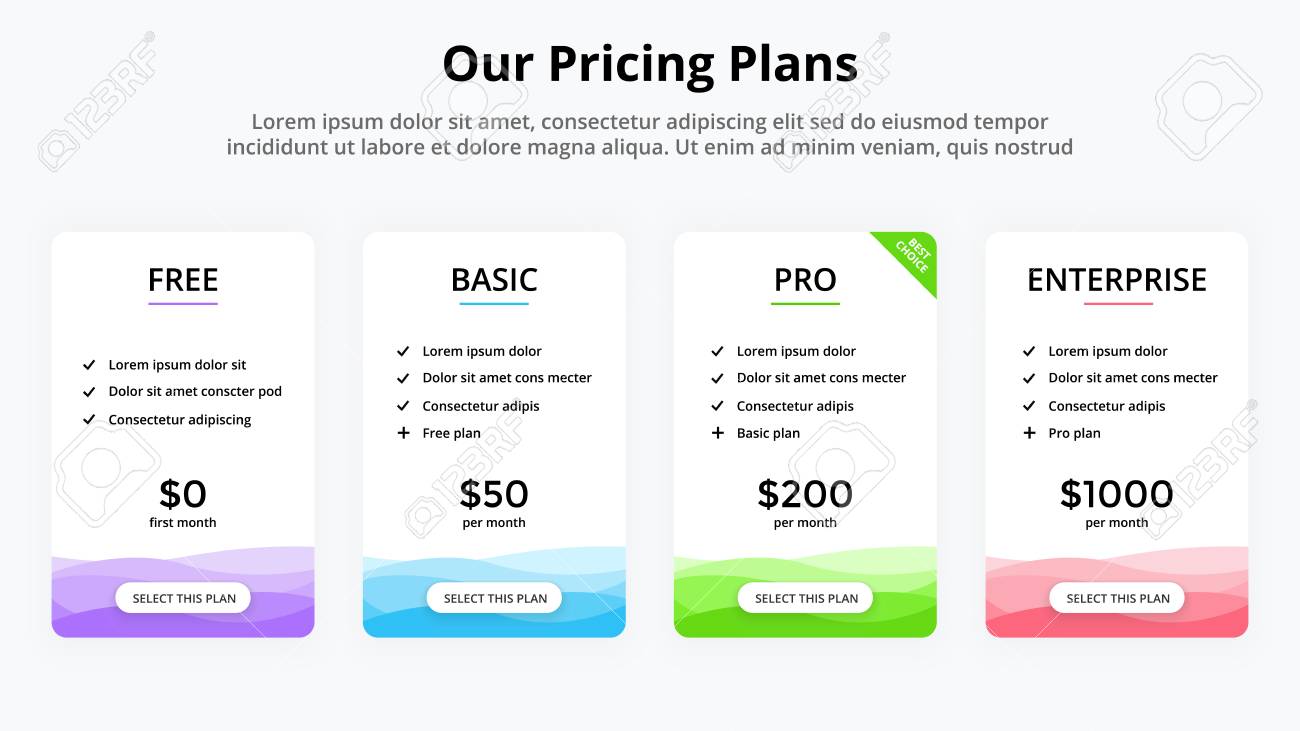 Our Pricing Plans
Lorem ipsum dolor sit amet, consectetur adipiscing elit sed do eiusmod tempor
incididunt ut labore et dolore magna aliqua. Ut enim ad minim veniam, quis nostrud
FREE
Lorem ipsum dolor sit
Dolor sit amet conscter pod
Consectetur adipiscing
$0
first month
SELECT THIS PLAN
BASIC
Lorem ipsum dolor
Dolor sit amet cons mecter
Consectetur adipis
+ Free plan
$50
per month
SELECT THIS PLAN
BEST
CHOICE
PRO
Lorem ipsum dolor
Dolor sit amet cons mecter
Consectetur adipis
+ Basic plan
$200
per month
SELECT THIS PLAN
ENTERPRISE
Lorem ipsum dolor
Dolor sit amet cons mecter
Consectetur adipis
+ Pro plan
$1000
per month
SELECT THIS PLAN
123RF
123RF
123RF
123RF